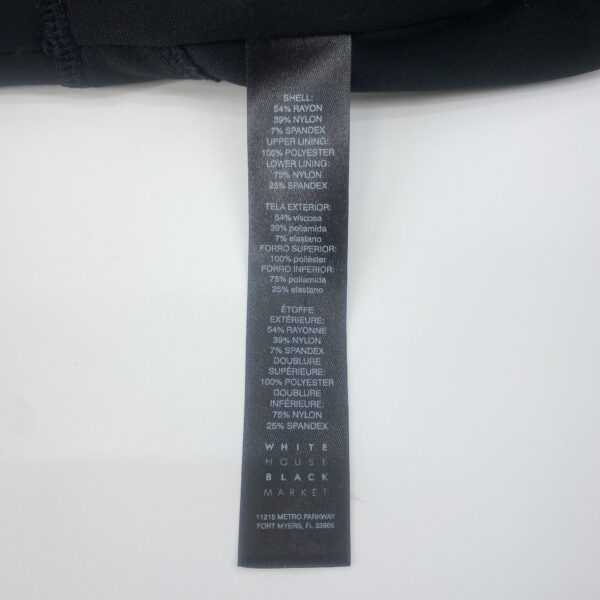 SHELL:
54% RAYON
39% NYLON
7% SPANDEX
UPPER LINING:
100% POLYESTER
LOWER LINING:
75% NYLON
25% SPANDEX
TELA EXTERIOR:
54% viscosa
39% poliamida
7% elastano
FORRO SUPERIOR:
100% poliéster
FORRO INFERIOR:
75% poliamida
25% elastano
ÉTOFFE
EXTÉRIEURE:
54% RAYONNE
39% NYLON
7% SPANDEX
DOUBLURE
SUPÉRIEURE:
100% POLYESTER
DOUBLURE
INFÉRIEURE:
75% NYLON
25% SPANDEX
WHITE
HOUSE
BLACK
MARKET
11215 METRO PARKWAY
FORT MYERS, FL 33966